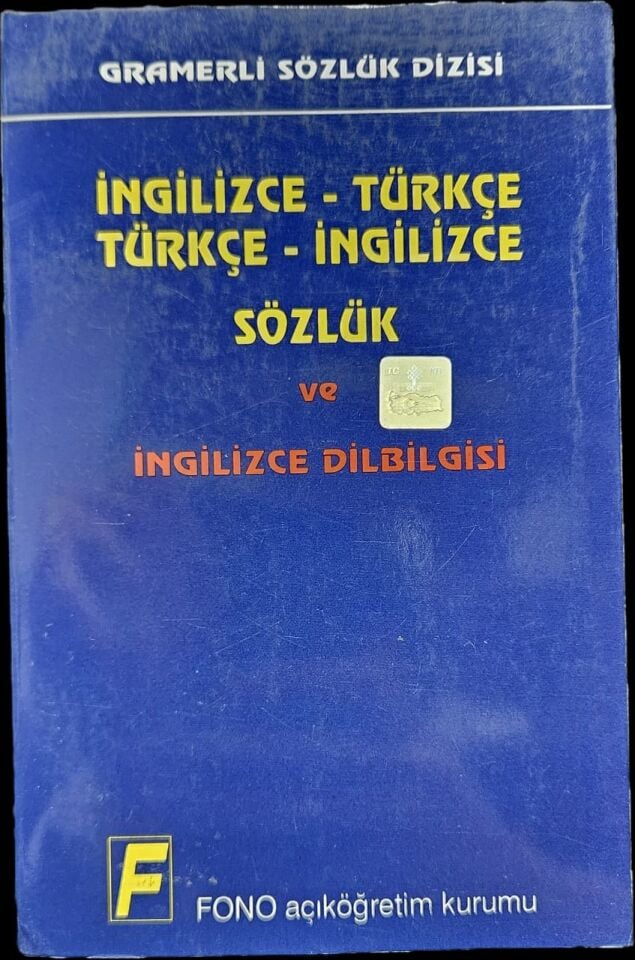 GRAMERLİ SÖZLÜK DİZİSİ
İNGİLİZCE - TÜRKÇE
TÜRKÇE - İNGİLİZCE
SÖZLÜK
ve
TC
İNGİLİZCE DİLBİLGİSİ
F
FONO açıköğretim kurumu